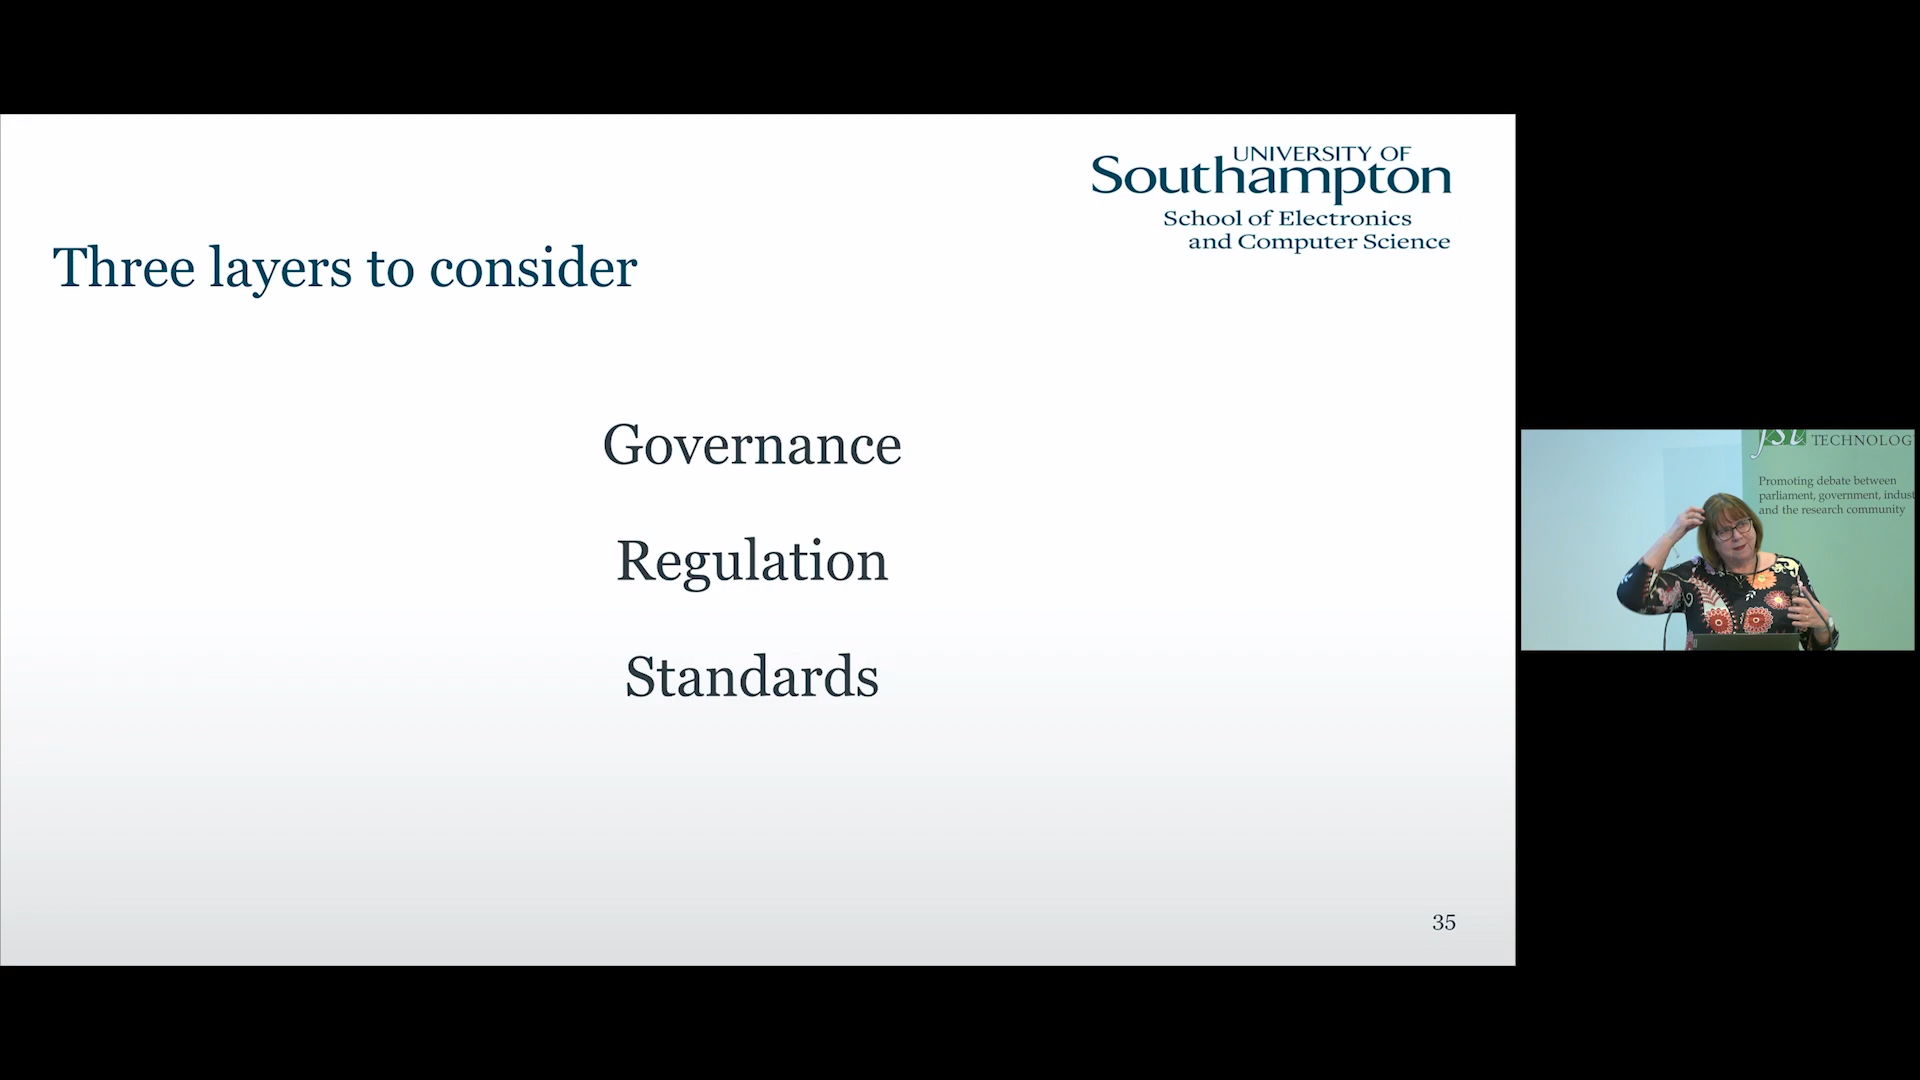 UNIVERSITY OF
Southampton
School of Electronics
and Computer Science
Three layers to consider
Governance
Regulation
Standards
35
fst TECHNOLOG
Promoting debate between
parliament, government, indust
and the research community